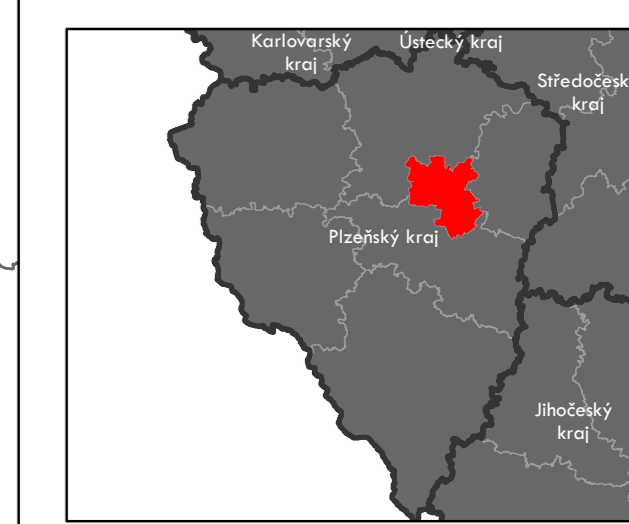 Karlovarský
kraj
Ústecký kraj
Středočesk
kraj
Plzeňský kraj
Jihočeský
kraj